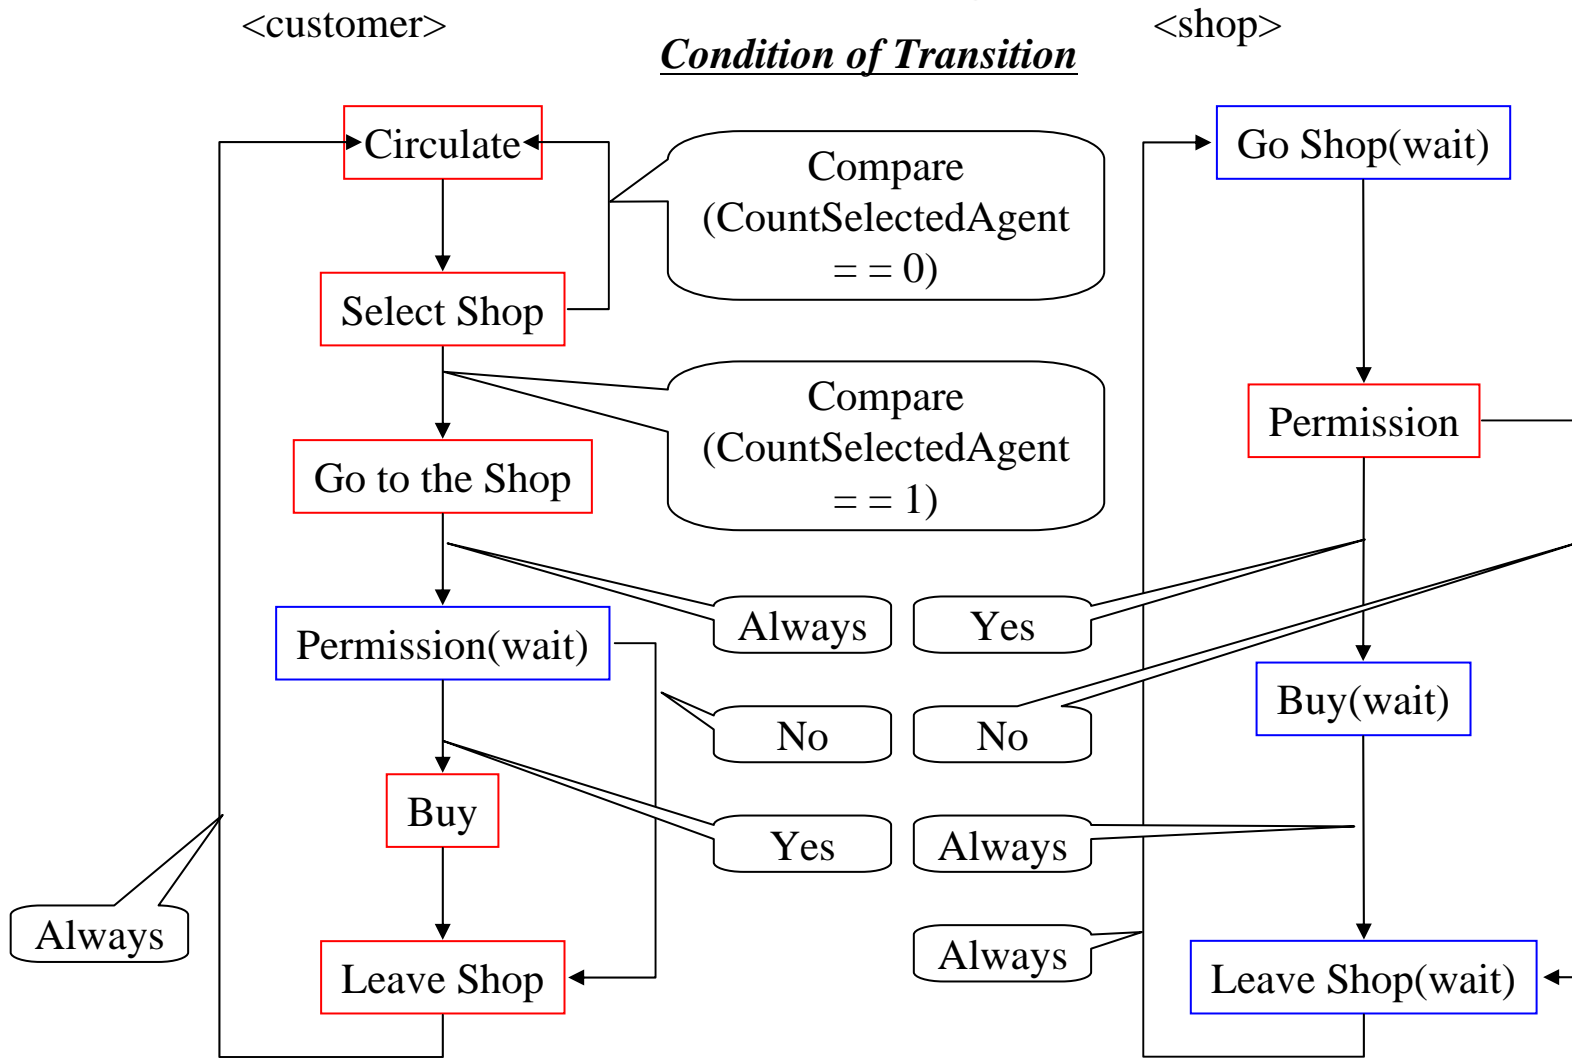 <customer>
<shop>
Condition of Transition
Circulate
Go Shop(wait)
Compare
(CountSelectedAgent
= = 0)
Select Shop
Compare
(CountSelectedAgent
= = 1)
Permission
Go to the Shop
Always
Yes
Permission(wait)
Buy(wait)
No
No
Buy
Yes
Always
Always
Always
Leave Shop
Leave Shop(wait)